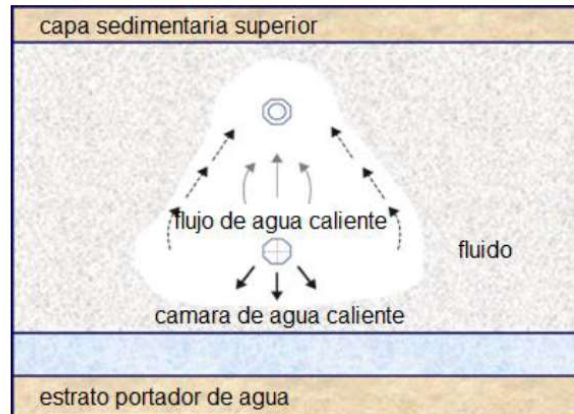 capa sedimentaria superior
flujo de agua caliente
fluido
camara de agua caliente
estrato portador de agua